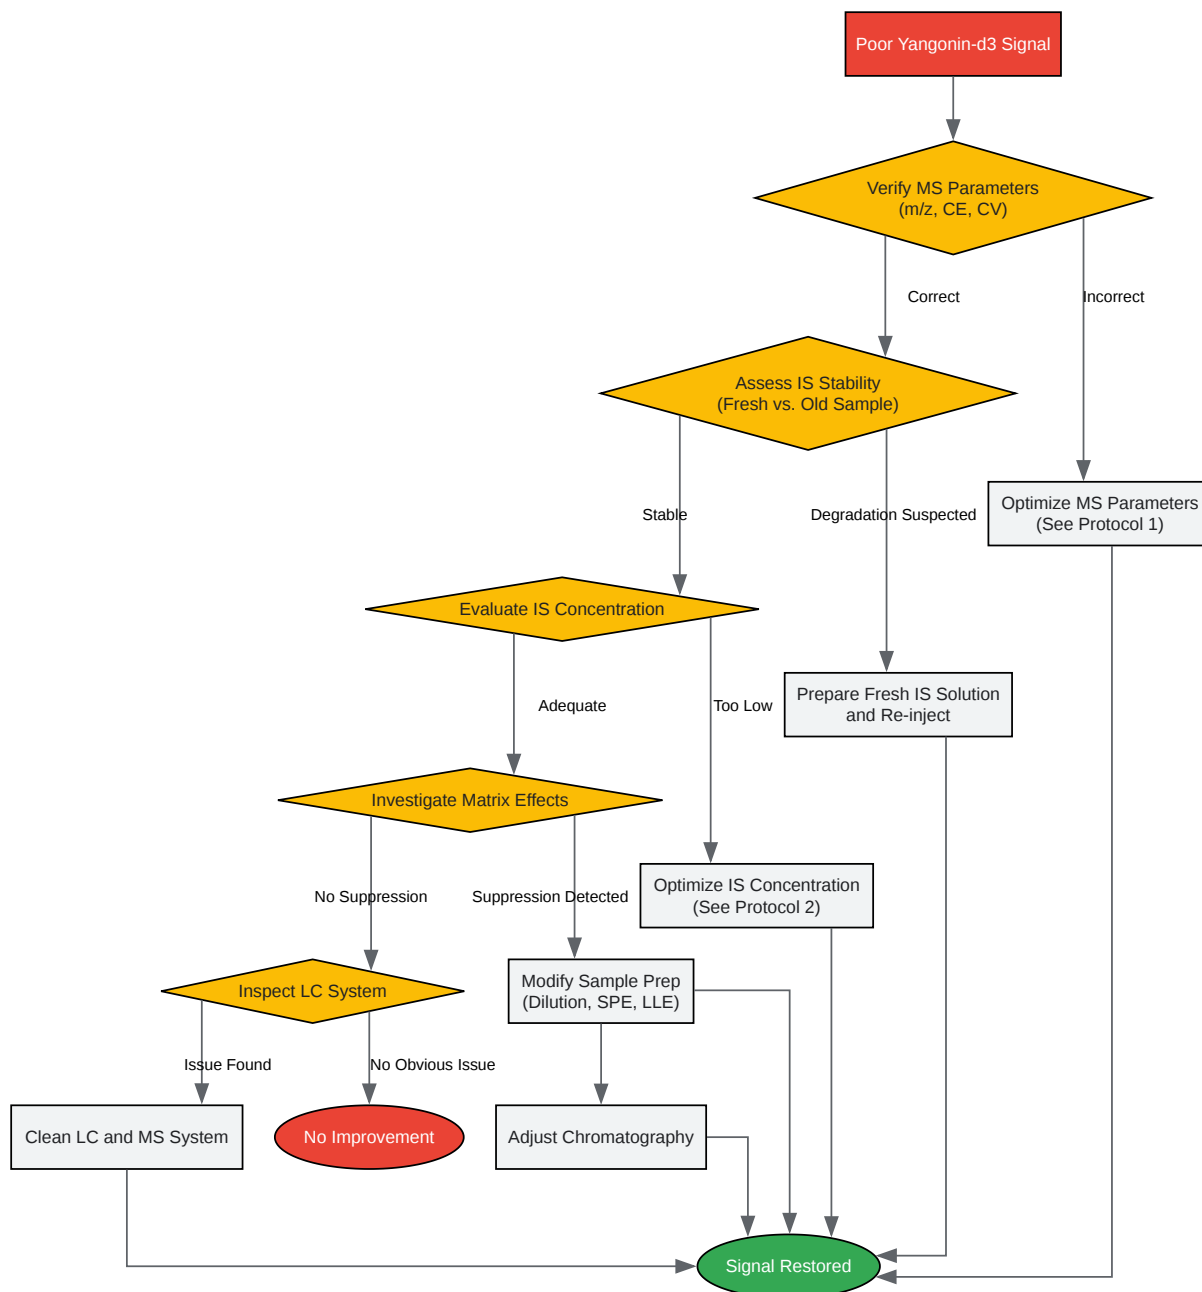 Poor Yangonin-d3 Signal
Verify MS Parameters
(m/z, CE, CV)
Correct
Incorrect
Assess IS Stability
(Fresh vs. Old Sample)
Stable
Degradation Suspected
Optimize MS Parameters
(See Protocol 1)
Evaluate IS Concentration
Prepare Fresh IS Solution
and Re-inject
Adequate
Too Low
Investigate Matrix Effects
Optimize IS Concentration
(See Protocol 2)
No Suppression
Suppression Detected
Inspect LC System
Modify Sample Prep
(Dilution, SPE, LLE)
Issue Found
No Obvious Issue
Clean LC and MS System
No Improvement
Adjust Chromatography
Signal Restored